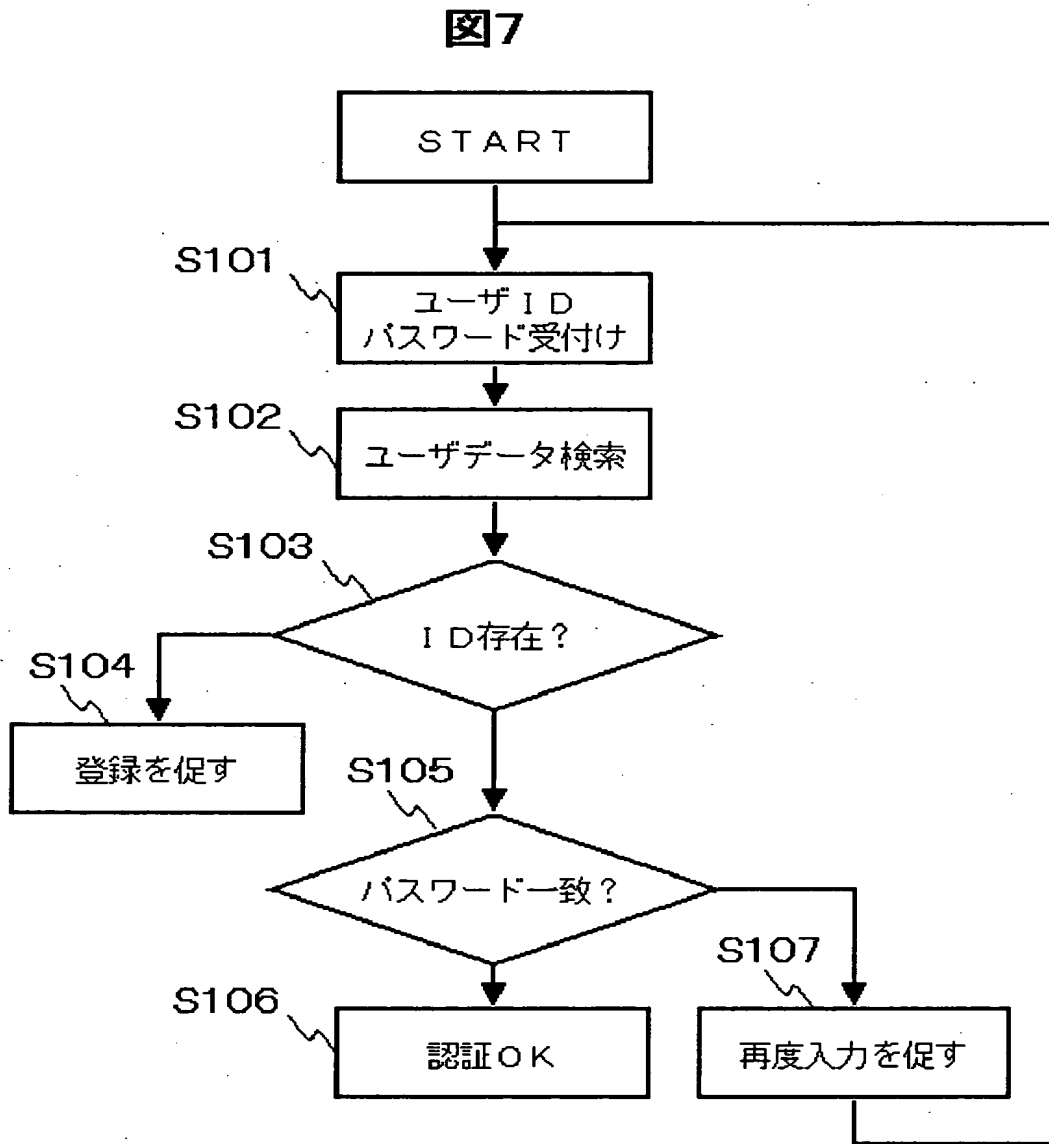 図7
ＳＴＡＲＴ
S101
ユーザＩＤ
パスワード受付け
S102
ユーザデータ検索
S103
ＩＤ存在？
S104
登録を促す
S105
パスワード一致？
S106
認証ＯＫ
S107
再度入力を促す